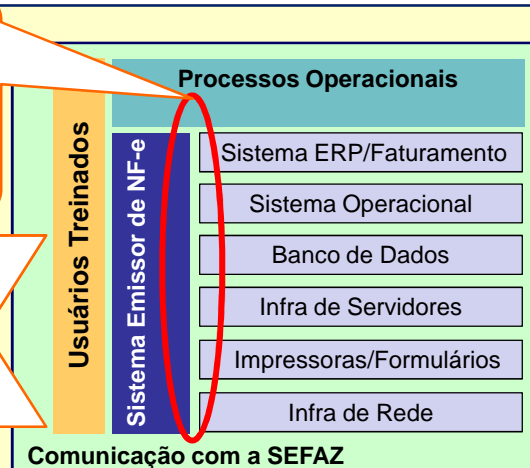 Processos Operacionais
Usuários Treinados
Sistema Emissor de NF-e
Sistema ERP/Faturamento
Sistema Operacional
Banco de Dados
Infra de Servidores
Impressoras/Formulários
Infra de Rede
Comunicação com a SEFAZ